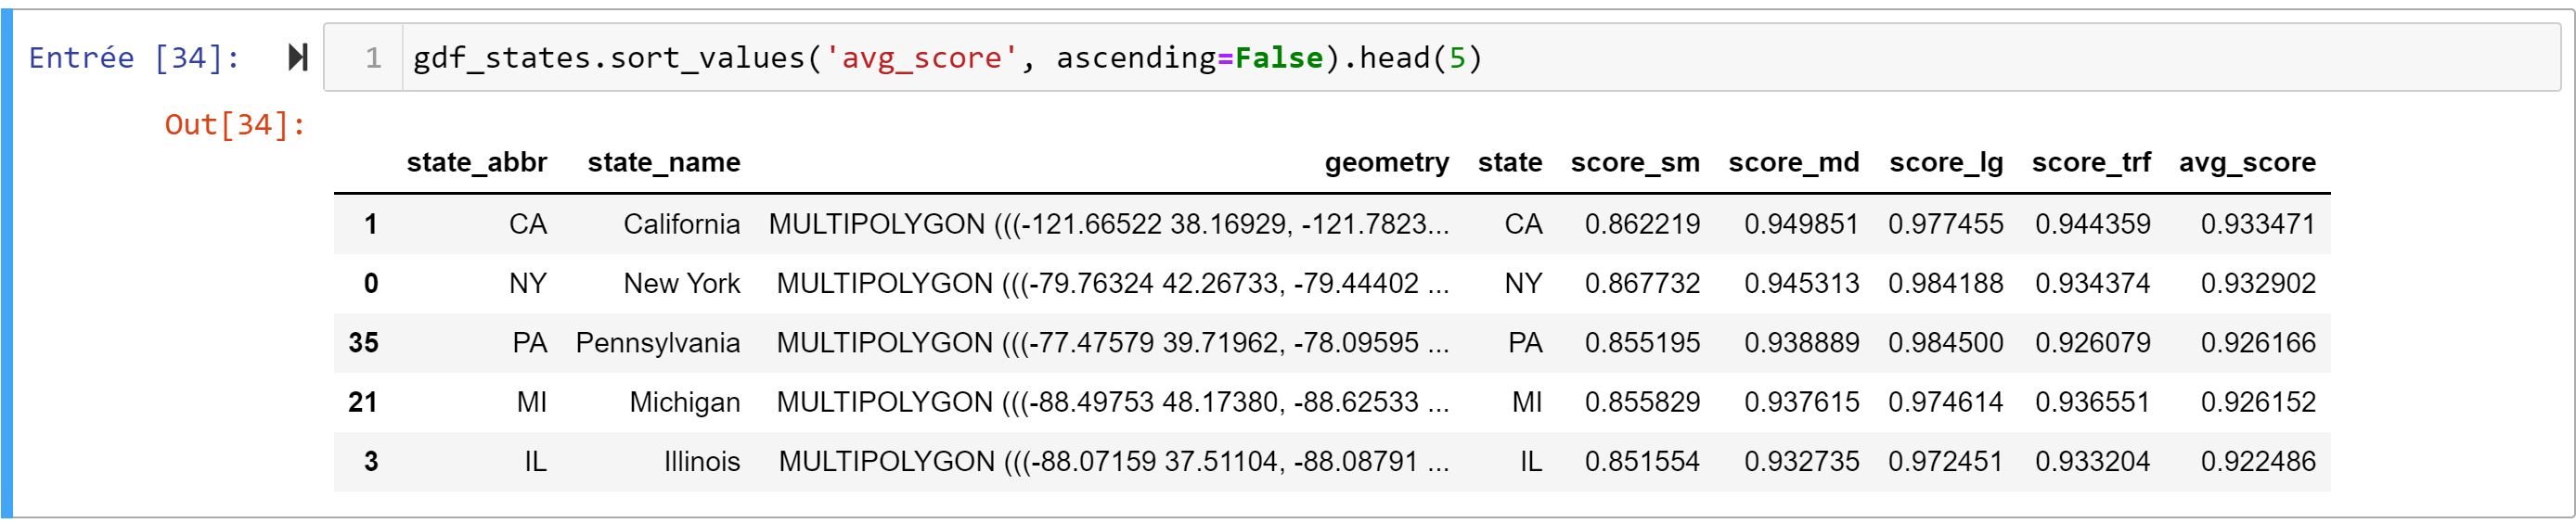 Entrée [34]: 1 gdf_states.sort_values('avg_score', ascending=False).head(5)
Out[34]:
state_abbr state_name geometry state score_sm score_md score_lg score_trf avg_score
1 CA California MULTIPOLYGON (((-121.66522 38.16929, -121.7823... CA 0.862219 0.949851 0.977455 0.944359 0.933471
0 NY New York MULTIPOLYGON (((-79.76324 42.26733, -79.44402 ... NY 0.867732 0.945313 0.984188 0.934374 0.932902
35 PA Pennsylvania MULTIPOLYGON (((-77.47579 39.71962, -78.09595 ... PA 0.855195 0.938889 0.984500 0.926079 0.926166
21 MI Michigan MULTIPOLYGON (((-88.49753 48.17380, -88.62533 ... MI 0.855829 0.937615 0.974614 0.936551 0.926152
3 IL Illinois MULTIPOLYGON (((-88.07159 37.51104, -88.08791 ... IL 0.851554 0.932735 0.972451 0.933204 0.922486